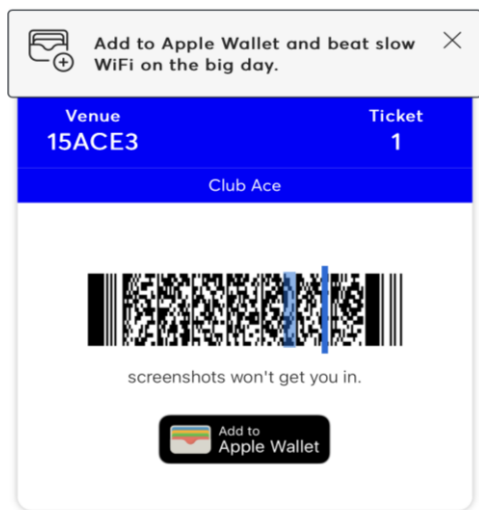 Add to Apple Wallet and beat slow
WiFi on the big day.
Venue Ticket
15ACE3 1
Club Ace
screenshots won't get you in.
Add to
Apple Wallet